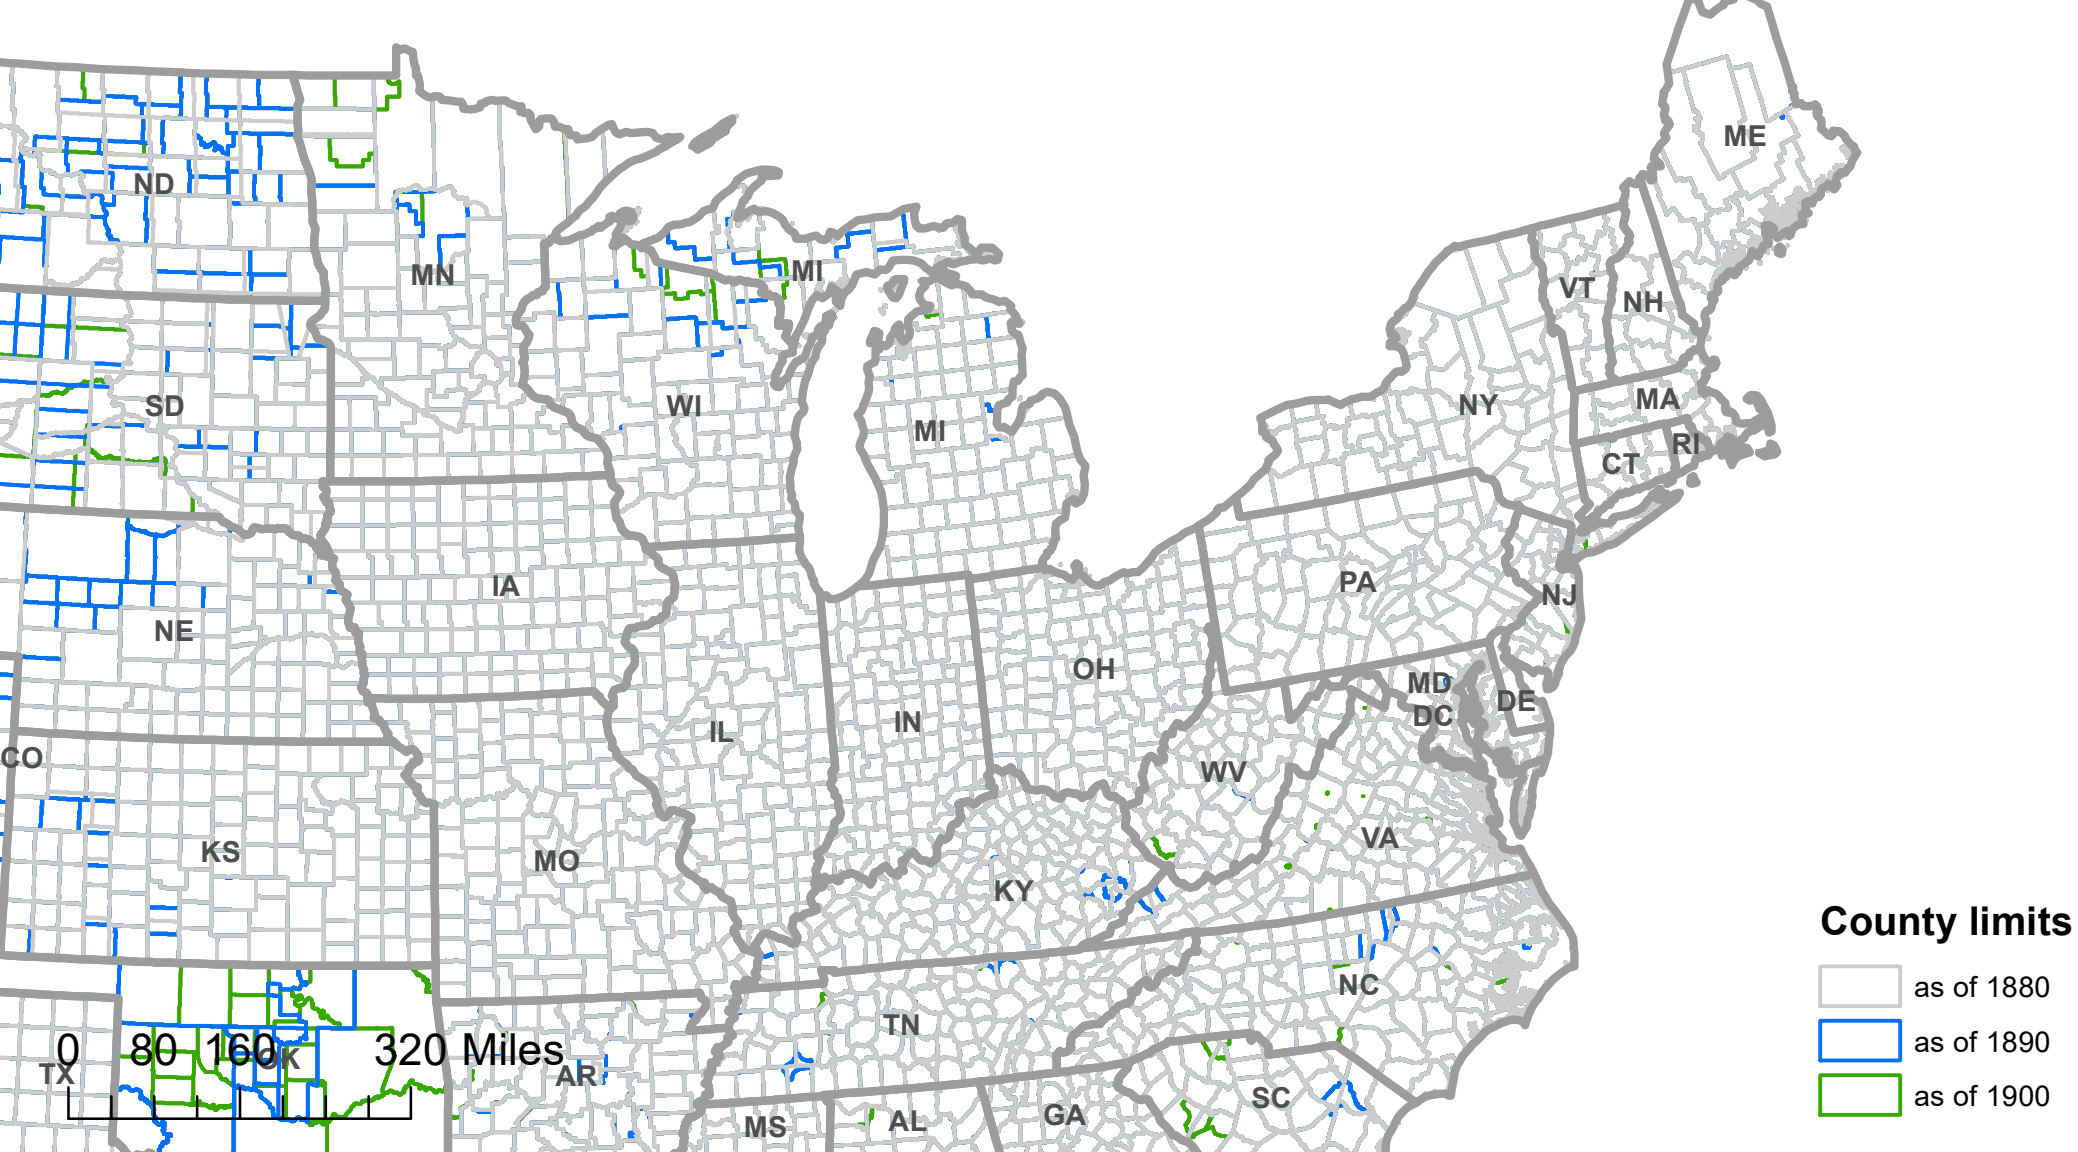 ME
ND
MN
MI
VT
NH
WI
SD
MI
NY
MA
RI
CT
IA
PA
NJ
NE
OH
MD
DE
DC
IL
IN
CO
WV
KS
MO
VA
KY
County limits
NC
as of 1880
TN
as of 1890
0 80 160 320 Miles
OK
TX
AR
SC
as of 1900
MS
AL
GA